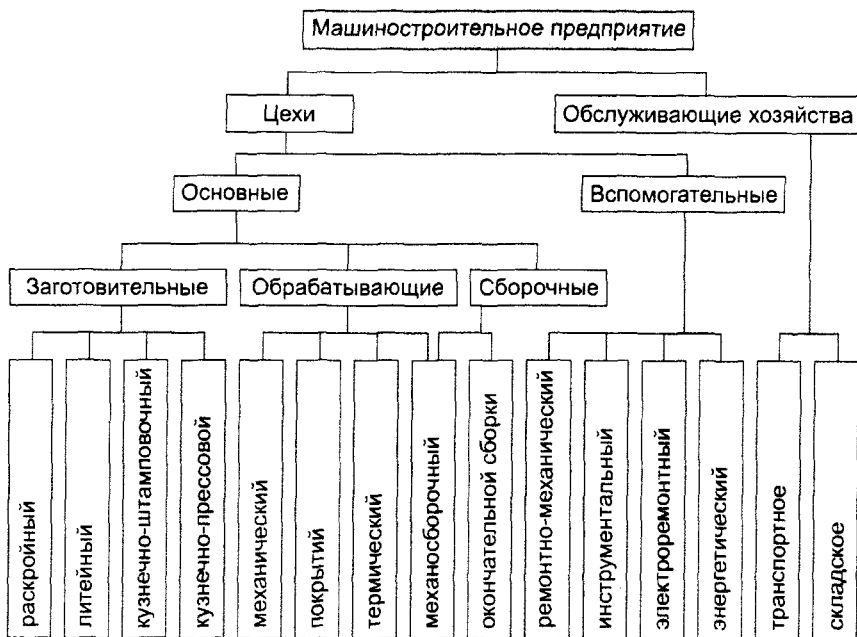 Машиностроительное предприятие
Цехи
Обслуживающие хозяйства
Основные
Вспомогательные
Заготовительные
Обрабатывающие
Сборочные
раскройный
литейный
кузнечно-штамповочный
кузнечно-прессовой
механический
покрытий
термический
механосборочный
окончательной сборки
ремонтно-механический
инструментальный
электроремонтный
энергетический
транспортное
складское